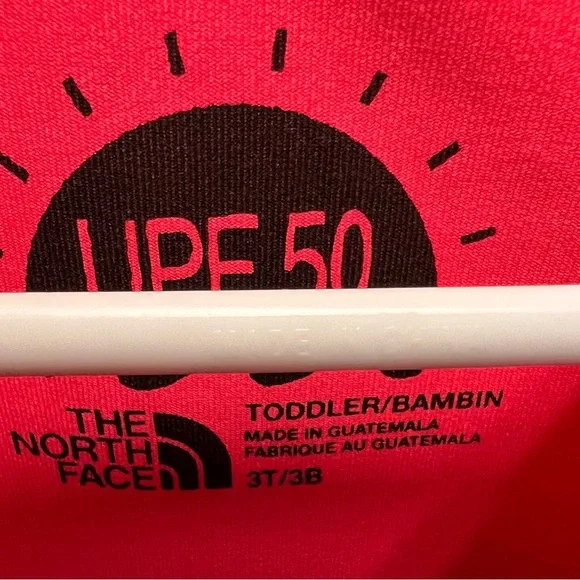 UPF 50
THE
NORTH
FACE
TODDLER/BAMBIN
MADE IN GUATEMALA
FABRIQUE AU GUATEMALA
3T/3B